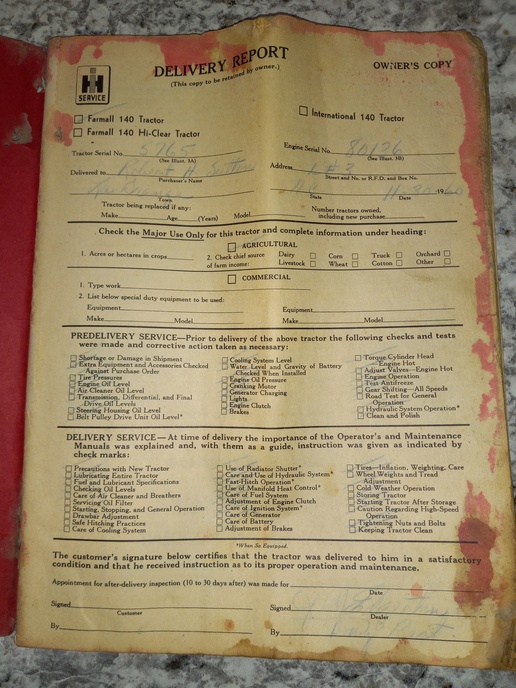 IH
SERVICE
DELIVERY REPORT
(This copy to be retained by owner.)
OWNER'S COPY
Farmall 140 Tractor
Farmall 140 Hi-Clear Tractor
International 140 Tractor
Tractor Serial No. 5765
(See Illust. 3A)
Engine Serial No.
(See Illust. 3B)
Delivered to Robert H.
Purchaser's Name
Address
Street and No. or R.F.D. and Box No.
Town
State
Date
19
Tractor being replaced if any:
Make Age (Years) Model
Number tractors owned,
including new purchase
Check the Major Use Only for this tractor and complete information under heading:
AGRICULTURAL
1. Acres or hectares in crops
2. Check chief source
of farm income:
Dairy Corn Truck Orchard
Livestock Wheat Cotton Other
COMMERCIAL
1. Type work
2. List below special duty equipment to be used:
Equipment Equipment
Make Model Make Model
PREDELIVERY SERVICE—Prior to delivery of the above tractor the following checks and tests
were made and corrective action taken as necessary:
Shortage or Damage in Shipment
Extra Equipment and Accessories Checked
Against Purchase Order
Tire Pressures
Engine Oil Level
Air Cleaner Oil Level
Transmission, Differential, and Final
Drive Oil Levels
Steering Housing Oil Level
Belt Pulley Drive Unit Oil Level*
Cooling System Level
Water Level and Gravity of Battery
Checked When Installed
Engine Oil Pressure
Cranking Motor
Generator Charging
Lights
Engine Clutch
Brakes
Torque Cylinder Head
—Engine Hot
Adjust Valves—Engine Hot
Engine Operation
Test Antifreeze
Gear Shifting—All Speeds
Road Test for General
Operation
Hydraulic System Operation*
Clean and Polish
DELIVERY SERVICE—At time of delivery the importance of the Operator's and Maintenance
Manuals was explained and, with them as a guide, instruction was given as indicated by
check marks:
Precautions with New Tractor
Lubricating Entire Tractor
Fuel and Lubricant Specifications
Checking Oil Levels
Care of Air Cleaner and Breathers
Servicing Oil Filter
Starting, Stopping, and General Operation
Drawbar Adjustment
Safe Hitching Practices
Care of Cooling System
Use of Radiator Shutter*
Care and Use of Hydraulic System*
Fast-Hitch Operation*
Use of Manifold Heat Control*
Care of Fuel System
Adjustment of Engine Clutch
Care of Ignition System*
Care of Generator
Care of Battery
Adjustment of Brakes
Tires—Inflation, Weighting, Care
Wheel Weights and Tread
Adjustment
Cold Weather Operation
Storing Tractor
Starting Tractor After Storage
Caution Regarding High-Speed
Operation
Tightening Nuts and Bolts
Keeping Tractor Clean
*When So Equipped.
The customer's signature below certifies that the tractor was delivered to him in a satisfactory
condition and that he received instruction as to its proper operation and maintenance.
Appointment for after-delivery inspection (10 to 30 days after) was made for
Date
Signed Signed
Customer Dealer
By By